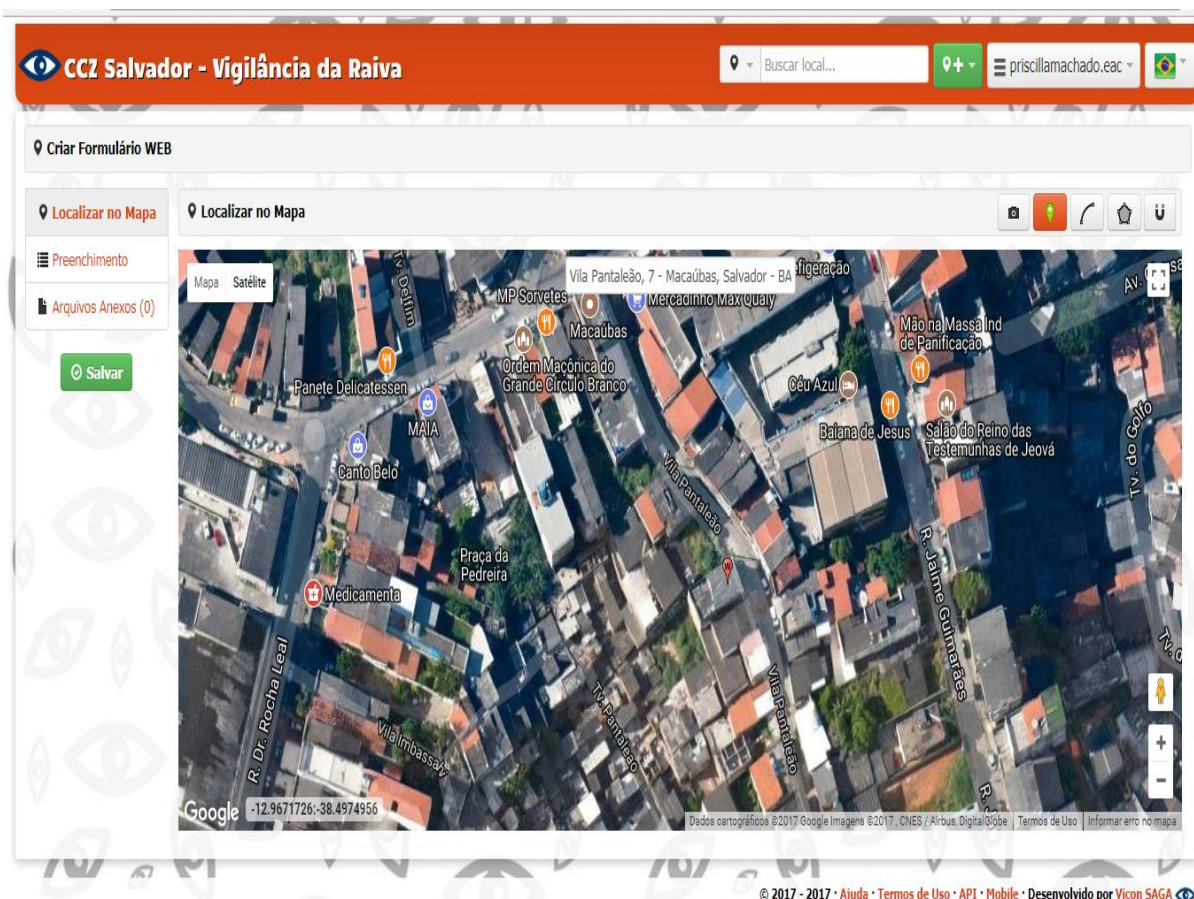 CCZ Salvador - Vigilância da Raiva
Buscar local...
priscillamachado.eac
Criar Formulário WEB
Localizar no Mapa
Preenchimento
Arquivos Anexos (0)
Salvar
Localizar no Mapa
Mapa Satélite
Vila Pantaleão, 7 - Macaúbas, Salvador - BA
figeração
Tv. Delfim
MP Sorvetes
Mercadinho Max Qualy
Macaúbas
Av.
Mão na Massa Ind
de Panificação
Ordem Maçônica do
Grande Círculo Branco
Panete Delicatessen
Céu Azul
MAIA
Baiana de Jesus
Salão do Reino das
Testemunhas de Jeová
Tv. do Golfo
Canto Belo
Vila Pantaleão
Praça da
Pedreira
R. Jaime Guimarães
Medicamenta
R. Dr. Rocha Leal
Tv. Pantaleão
Vila Pantaleão
Vila Imbassaív
Tv.
R.
Google
-12.9671726:-38.4974956
Dados cartográficos ©2017 Google Imagens ©2017 , CNES / Airbus, DigitalGlobe Termos de Uso Informar erro no mapa
© 2017 - 2017 · Ajuda · Termos de Uso · API · Mobile · Desenvolvido por Vicon SAGA